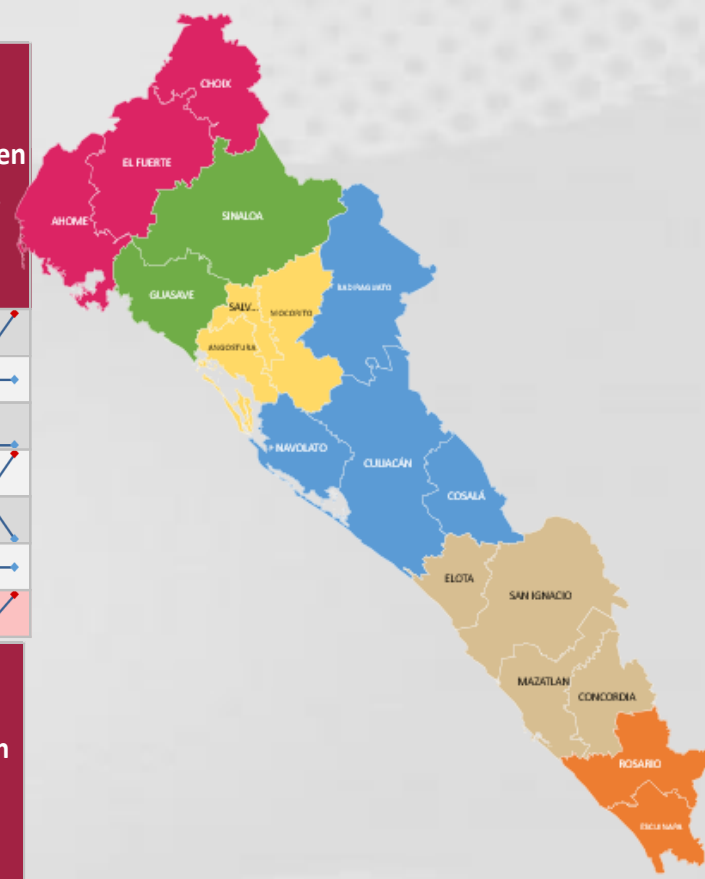 en
CHOIX
EL FUERTE
AHOME
SINALOA
GUASAVE
BADIRAGUATO
SALV...
MOCORITO
ANGOSTURA
NAVOLATO
CULIACÁN
COSALÁ
ELOTA
SAN IGNACIO
MAZATLAN
CONCORDIA
n
ROSARIO
ESCUINAPA